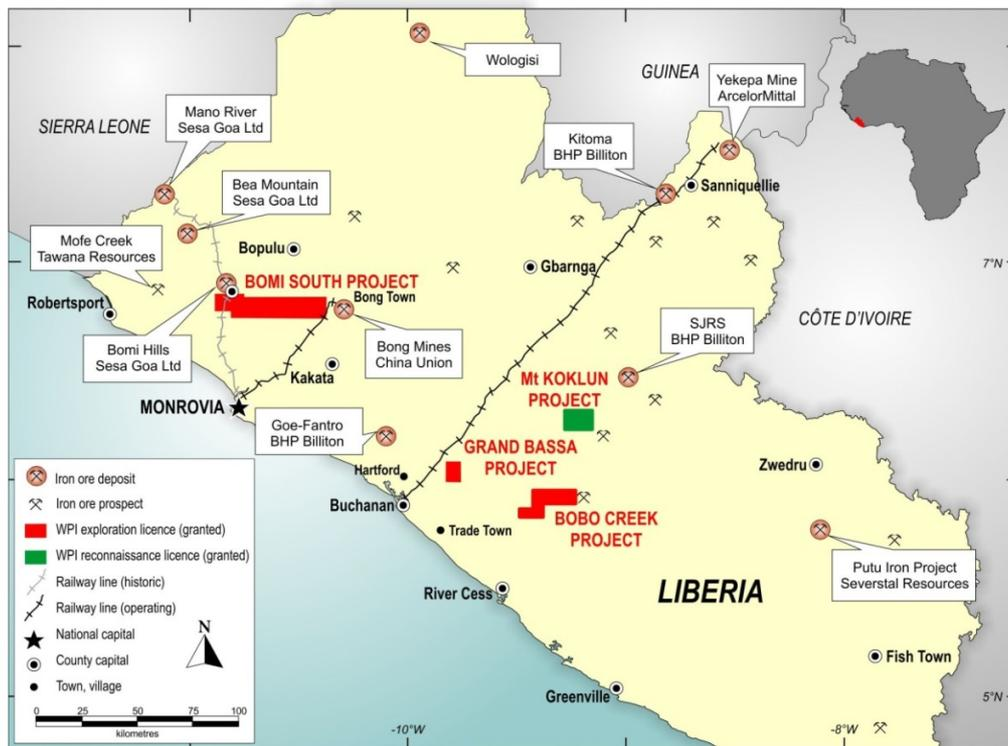 Wologisi
GUINEA
Yekepa Mine
ArcelorMittal
SIERRA LEONE
Mano River
Sesa Goa Ltd
Kitoma
BHP Billiton
Sanniquellie
Bea Mountain
Sesa Goa Ltd
Mofe Creek
Tawana Resources
Bopulu
Gbarnga
7°N
BOMI SOUTH PROJECT
Bong Town
Robertsport
CÔTE D'IVOIRE
SJRS
BHP Billiton
Bomi Hills
Sesa Goa Ltd
Bong Mines
China Union
Kakata
Mt KOKLUN
PROJECT
MONROVIA
Goe-Fantro
BHP Billiton
GRAND BASSA
PROJECT
Hartford
Zwedru
Buchanan
Trade Town
BOBO CREEK
PROJECT
Putu Iron Project
Severstal Resources
River Cess
LIBERIA
Fish Town
Greenville
5°N
-10°W
-8°W
Iron ore deposit
Iron ore prospect
WPI exploration licence (granted)
WPI reconnaissance licence (granted)
Railway line (historic)
Railway line (operating)
National capital
N
County capital
Town, village
0 25 50 75 100
kilometres